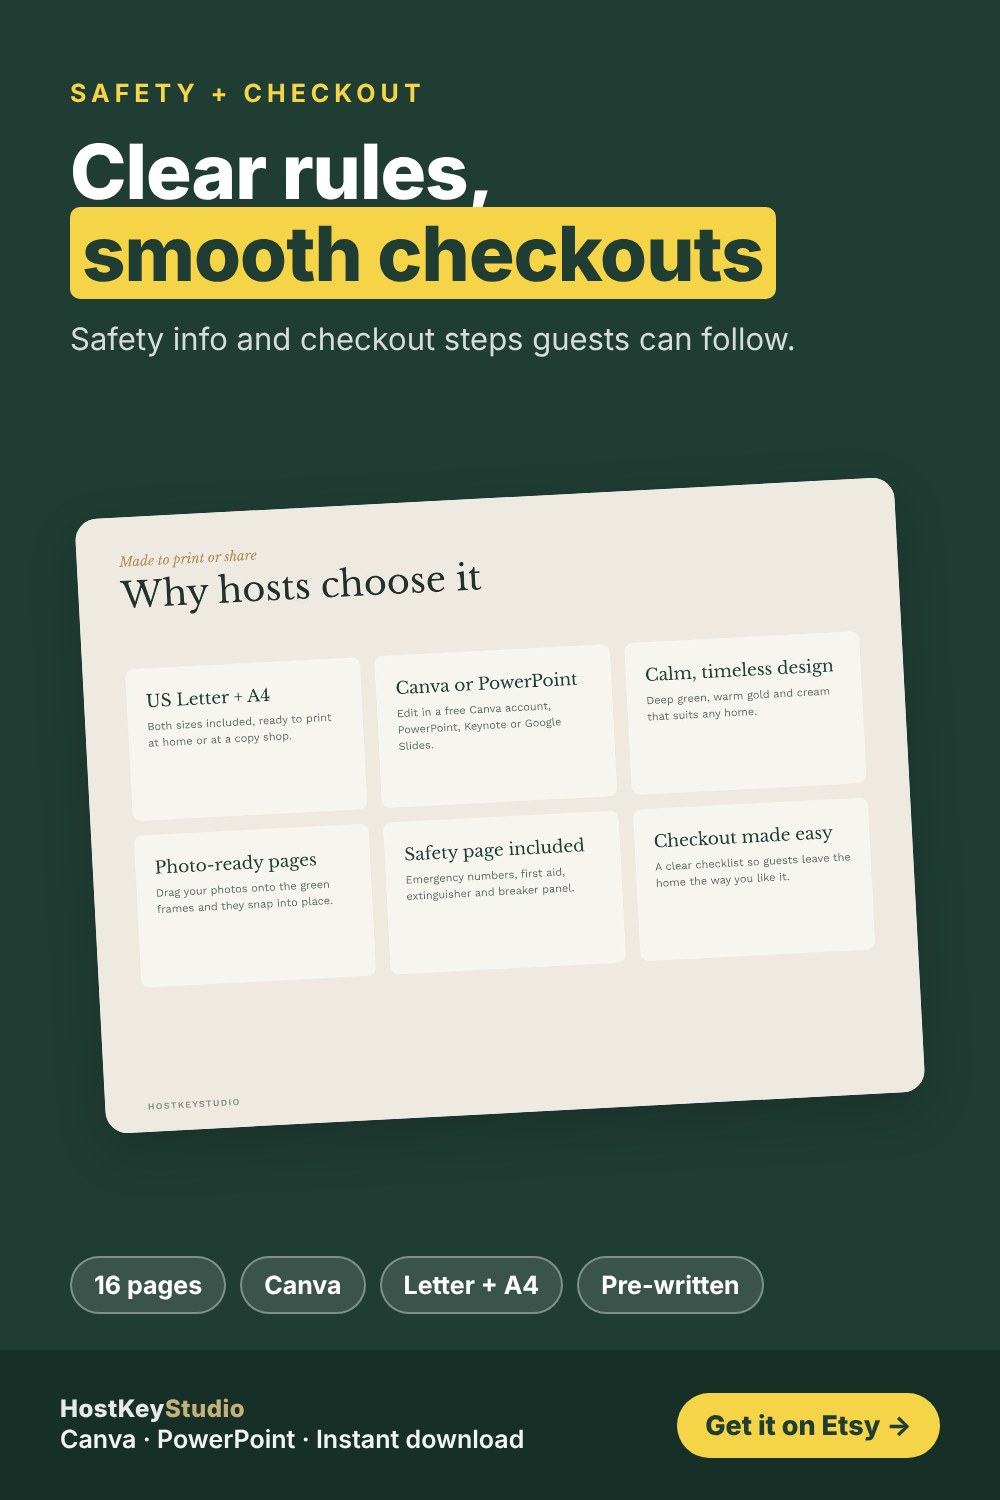 SAFETY + CHECKOUT
Clear rules,
smooth checkouts
Safety info and checkout steps guests can follow.
Made to print or share
Why hosts choose it
US Letter + A4
Both sizes included, ready to print
at home or at a copy shop.
Canva or PowerPoint
Edit in a free Canva account,
PowerPoint, Keynote or Google
Slides.
Calm, timeless design
Deep green, warm gold and cream
that suits any home.
Photo-ready pages
Drag your photos onto the green
frames and they snap into place.
Safety page included
Emergency numbers, first aid,
extinguisher and breaker panel.
Checkout made easy
A clear checklist so guests leave the
home the way you like it.
HOSTKEYSTUDIO
16 pages
Canva
Letter + A4
Pre-written
HostKeyStudio
Canva · PowerPoint · Instant download
Get it on Etsy →